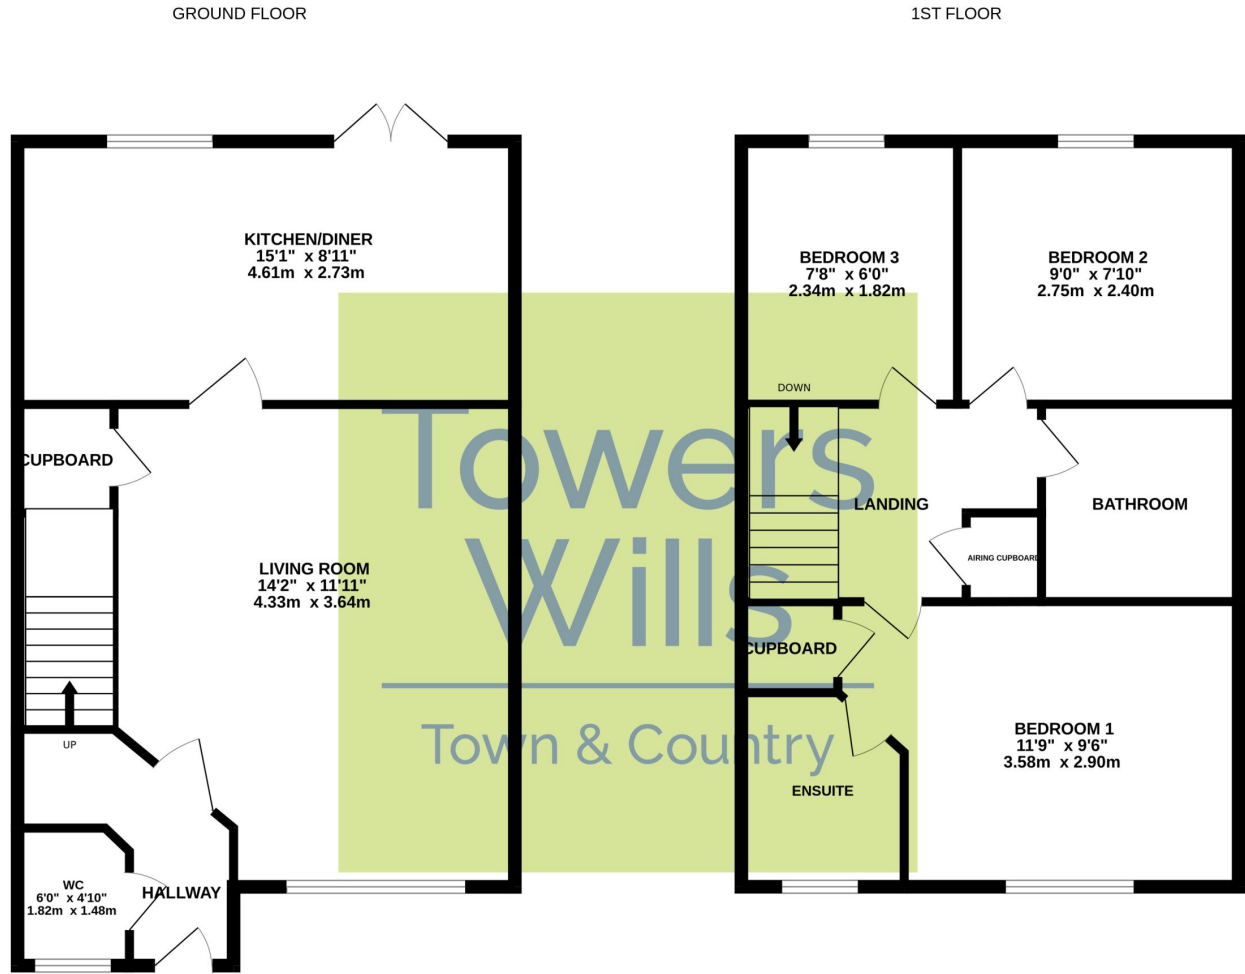 GROUND FLOOR
1ST FLOOR
KITCHEN/DINER
15'1" x 8'11"
4.61m x 2.73m
BEDROOM 3
7'8" x 6'0"
2.34m x 1.82m
BEDROOM 2
9'0" x 7'10"
2.75m x 2.40m
DOWN
CUPBOARD
LIVING ROOM
14'2" x 11'11"
4.33m x 3.64m
LANDING
BATHROOM
AIRING CUPBOARD
CUPBOARD
UP
BEDROOM 1
11'9" x 9'6"
3.58m x 2.90m
ENSUITE
WC
6'0" x 4'10"
1.82m x 1.48m
HALLWAY
Towers
Wills
Town & Country